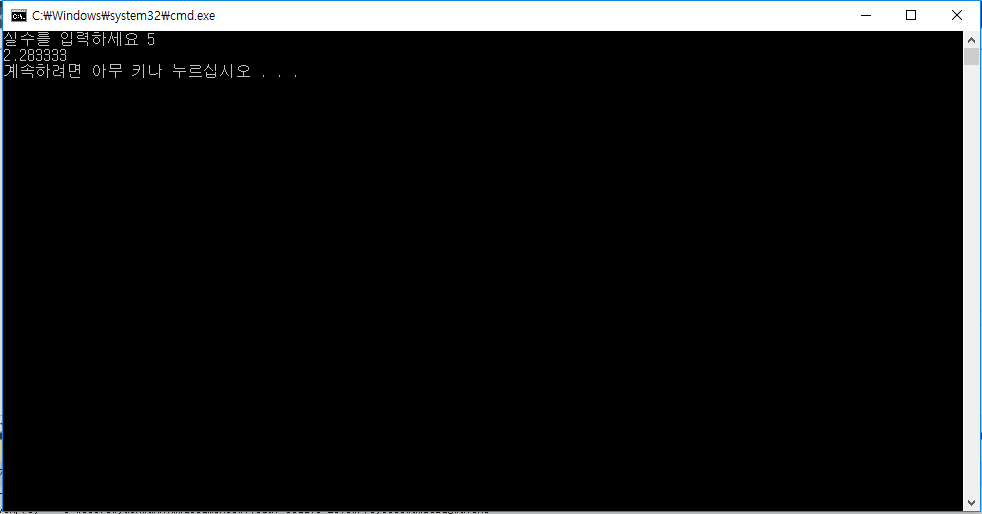 C:₩Windows₩system32₩cmd.exe
실수를 입력하세요 5
2.283333
계속하려면 아무 키나 누르십시오 . . .